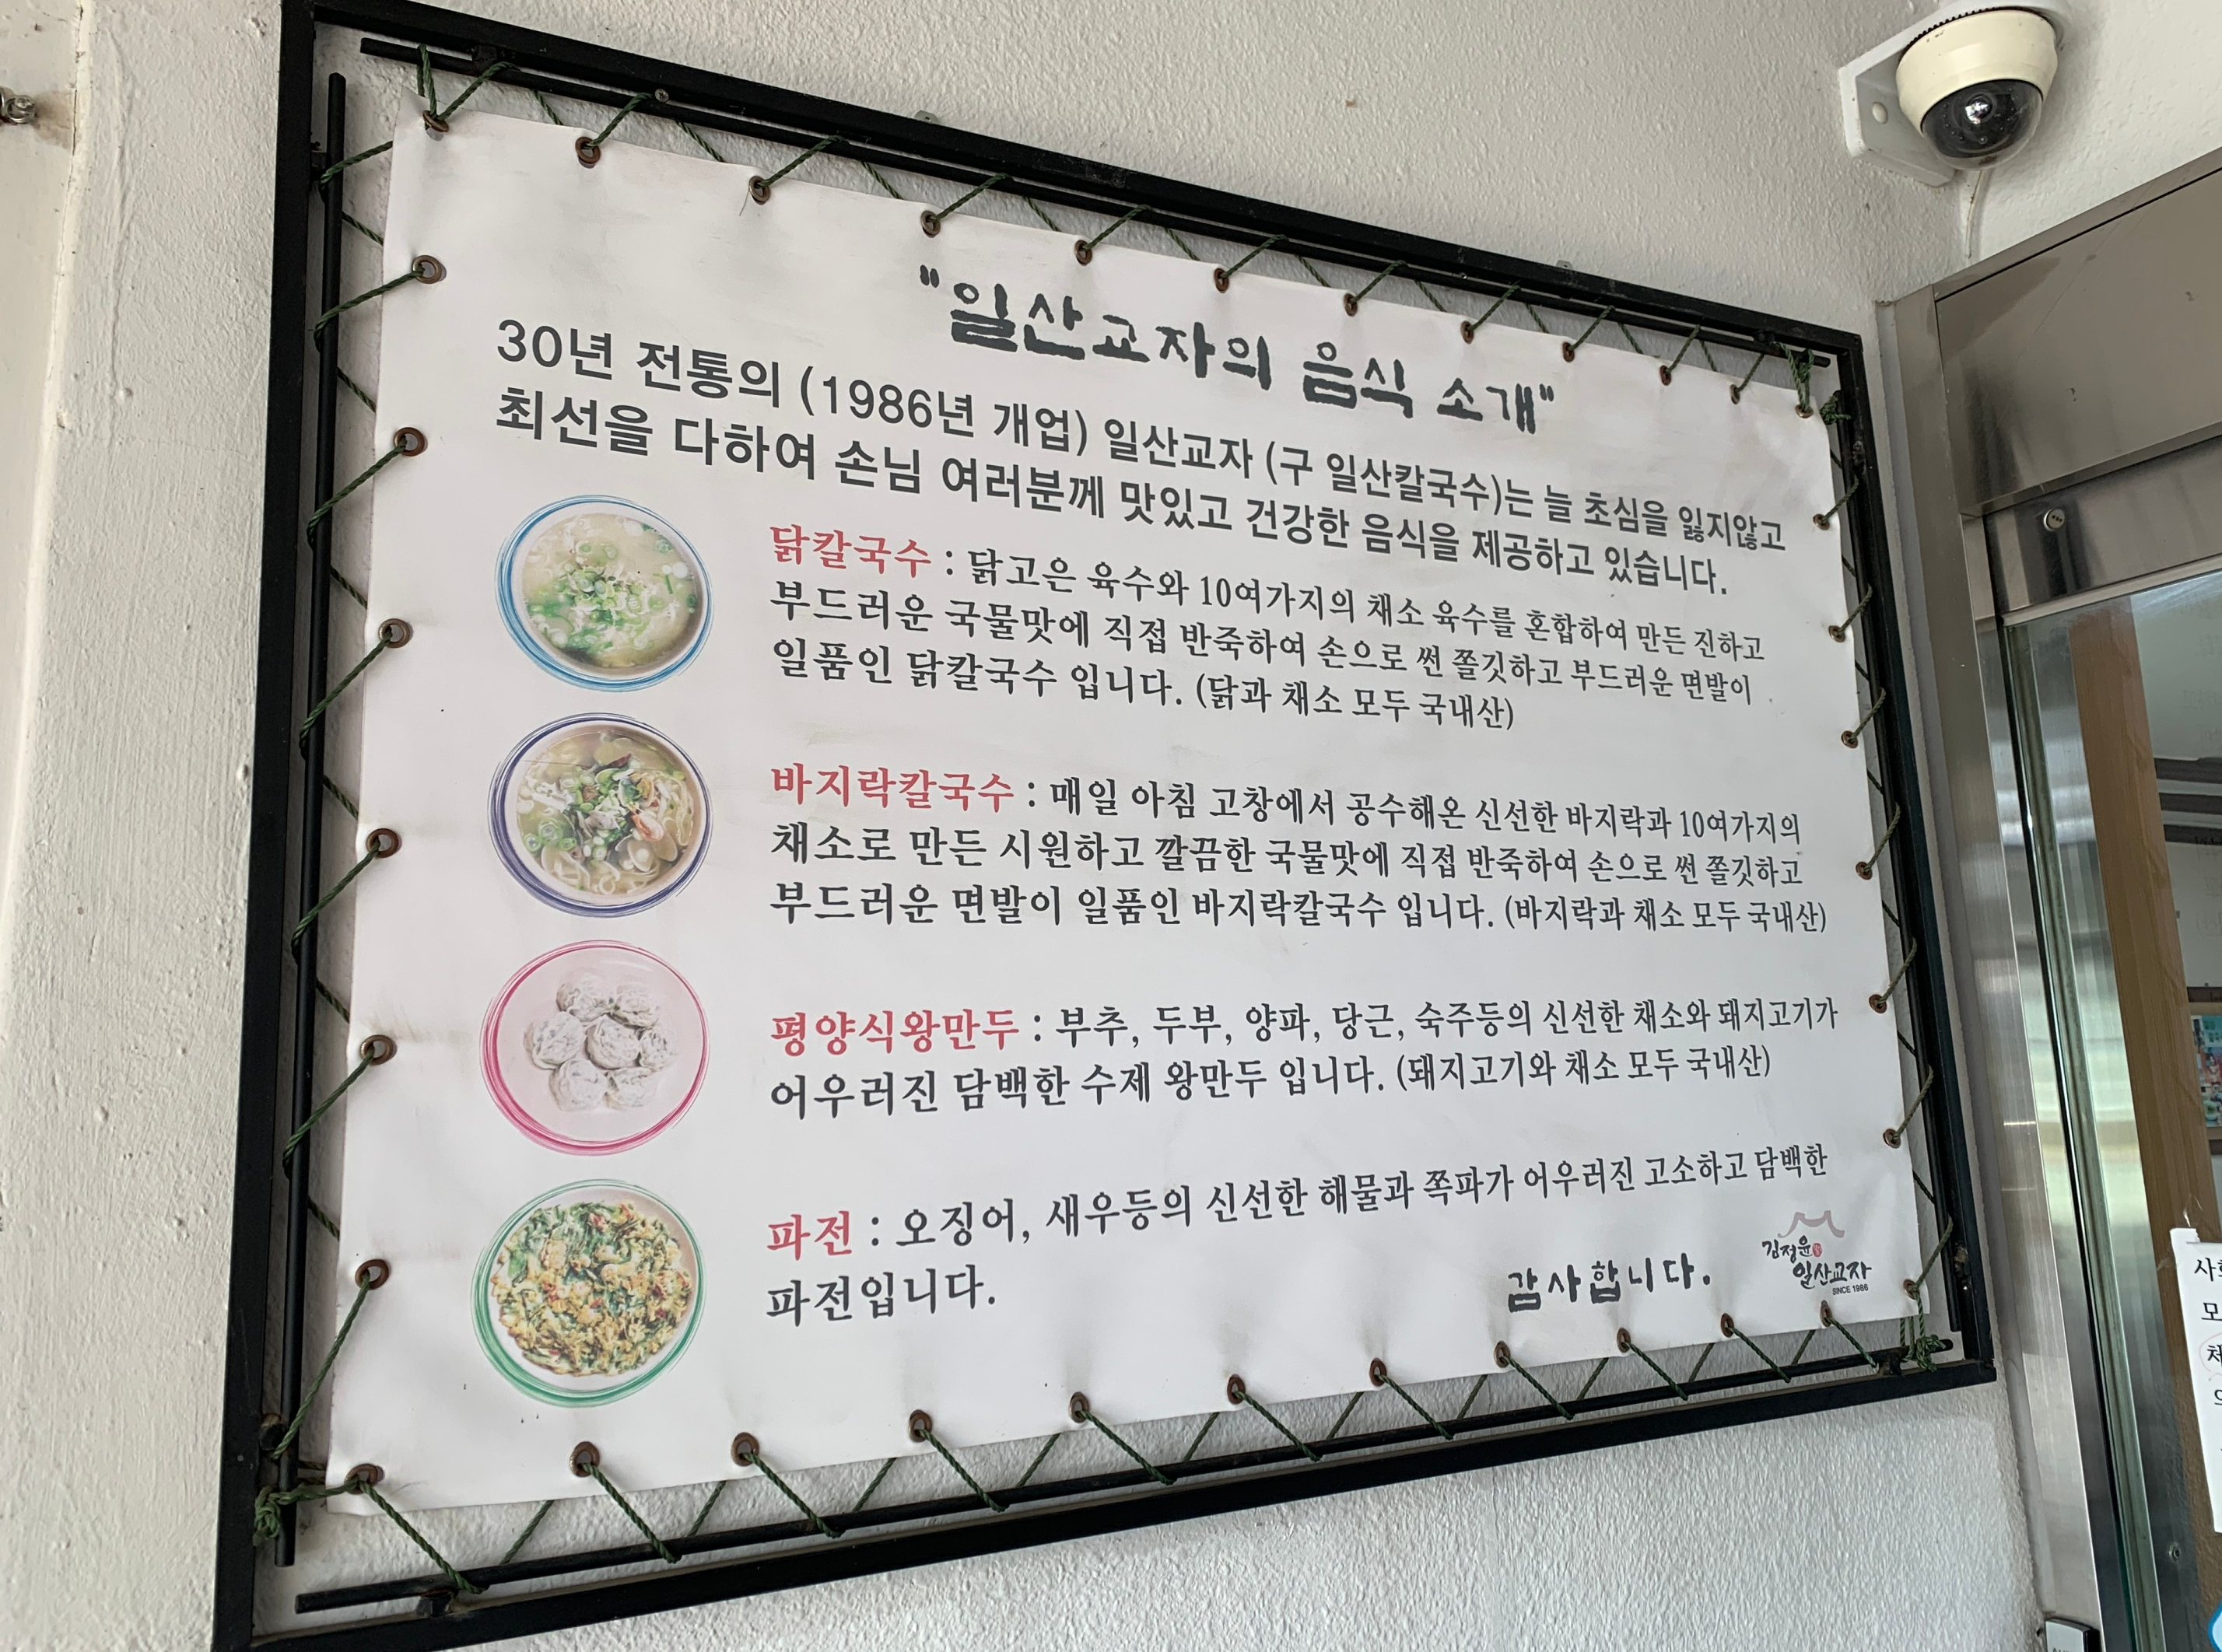 "일산교자의 음식 소개"
30년 전통의 (1986년 개업) 일산교자 (구 일산칼국수)는 늘 초심을 잃지않고
최선을 다하여 손님 여러분께 맛있고 건강한 음식을 제공하고 있습니다.
닭칼국수 : 닭고은 육수와 10여가지의 채소 육수를 혼합하여 만든 진하고
부드러운 국물맛에 직접 반죽하여 손으로 썬 쫄깃하고 부드러운 면발이
일품인 닭칼국수 입니다. (닭과 채소 모두 국내산)
바지락칼국수 : 매일 아침 고창에서 공수해온 신선한 바지락과 10여가지의
채소로 만든 시원하고 깔끔한 국물맛에 직접 반죽하여 손으로 썬 쫄깃하고
부드러운 면발이 일품인 바지락칼국수 입니다. (바지락과 채소 모두 국내산)
평양식왕만두 : 부추, 두부, 양파, 당근, 숙주등의 신선한 채소와 돼지고기가
어우러진 담백한 수제 왕만두 입니다. (돼지고기와 채소 모두 국내산)
파전 : 오징어, 새우등의 신선한 해물과 쪽파가 어우러진 고소하고 담백한
파전입니다.
감사합니다.
김정윤
일산교자
SINCE 1986